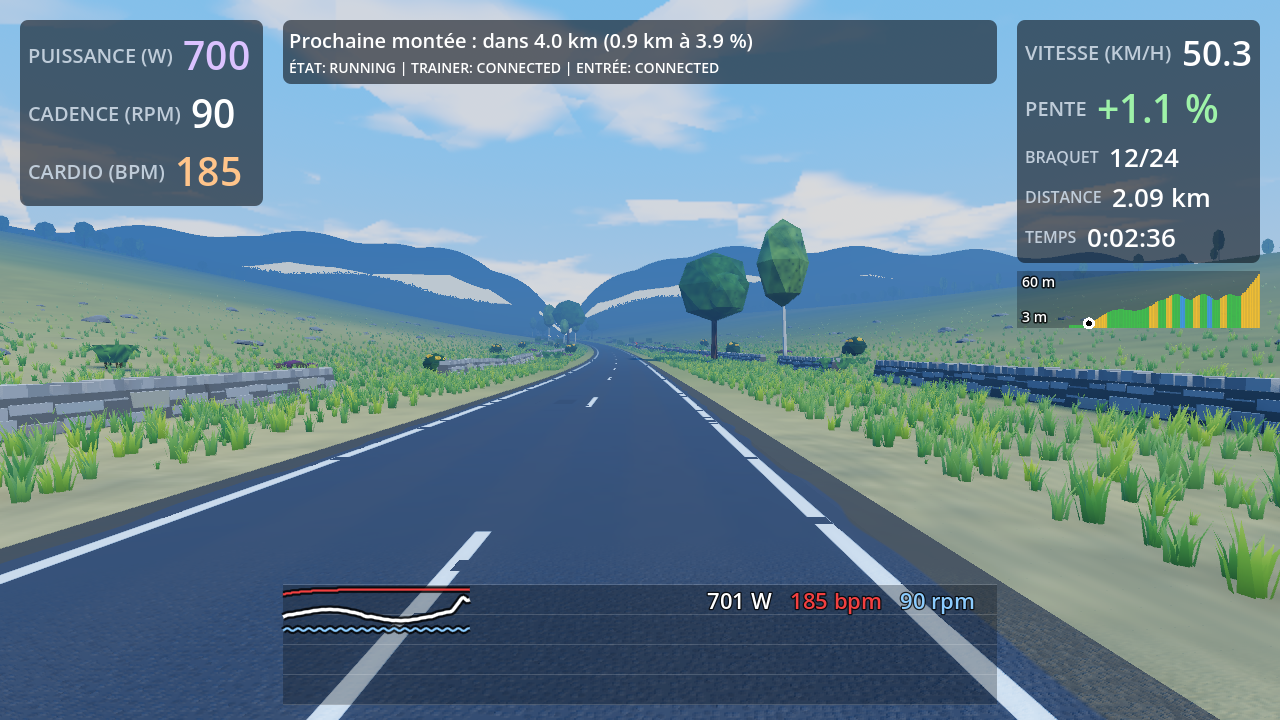 PUISSANCE (W) 700
CADENCE (RPM) 90
CARDIO (BPM) 185
Prochaine montée : dans 4.0 km (0.9 km à 3.9 %)
ÉTAT: RUNNING | TRAINER: CONNECTED | ENTRÉE: CONNECTED
VITESSE (KM/H) 50.3
PENTE +1.1 %
BRAQUET 12/24
DISTANCE 2.09 km
TEMPS 0:02:36
60 m
3 m
701 W 185 bpm 90 rpm